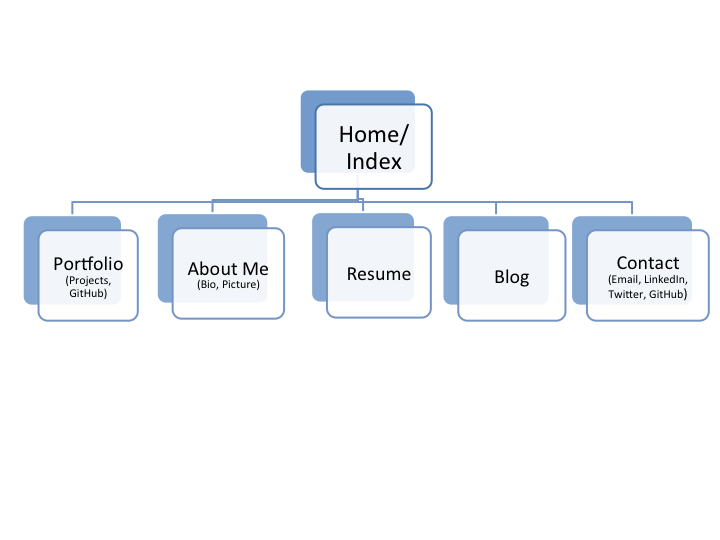 Home/
Index
Portfolio
(Projects,
GitHub)
About Me
(Bio, Picture)
Resume
Blog
Contact
(Email, LinkedIn,
Twitter, GitHub)